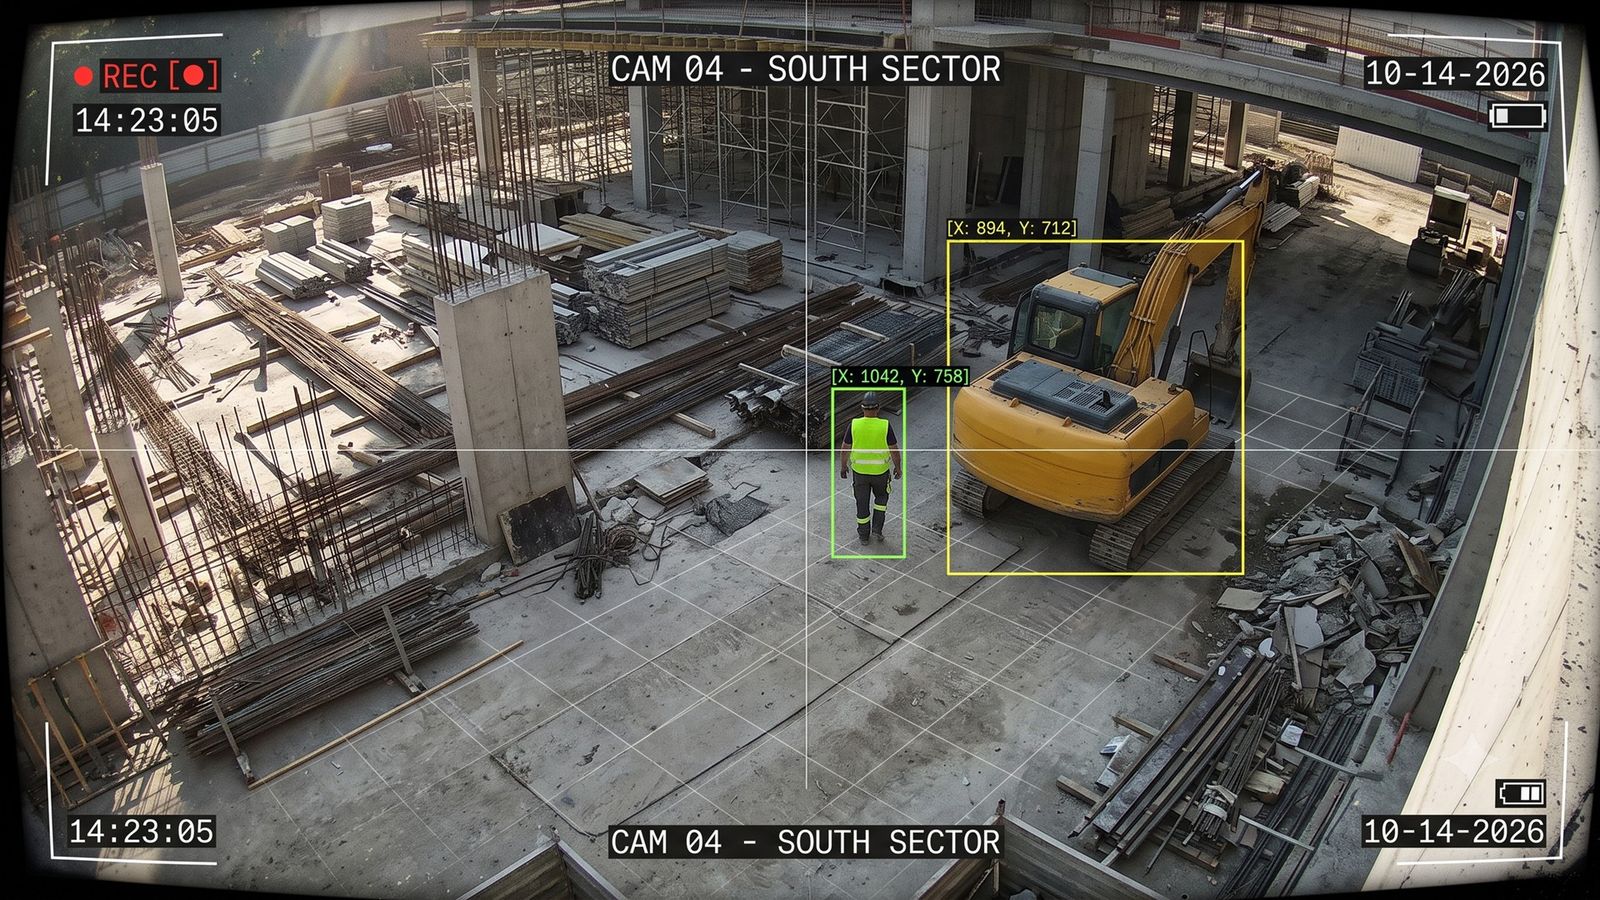 REC [●]
14:23:05
CAM 04 - SOUTH SECTOR
10-14-2026
[X: 894, Y: 712]
[X: 1042, Y: 758]
14:23:05
CAM 04 - SOUTH SECTOR
10-14-2026